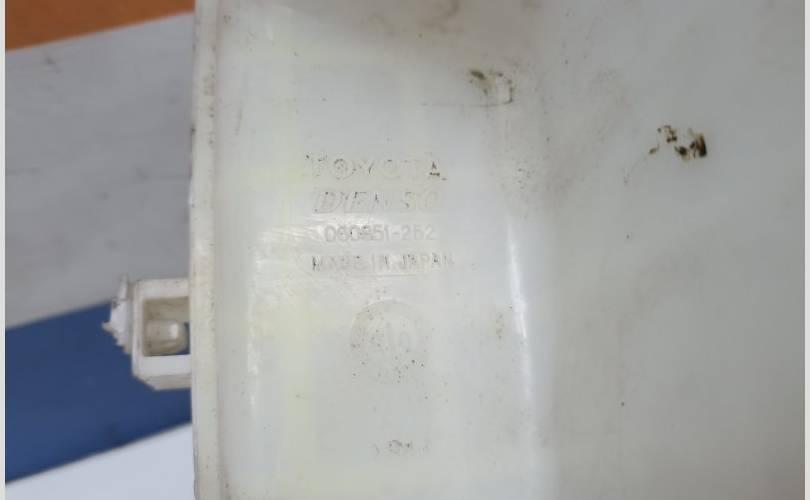 TOYOTA
DENSO
060851-252
MADE IN JAPAN